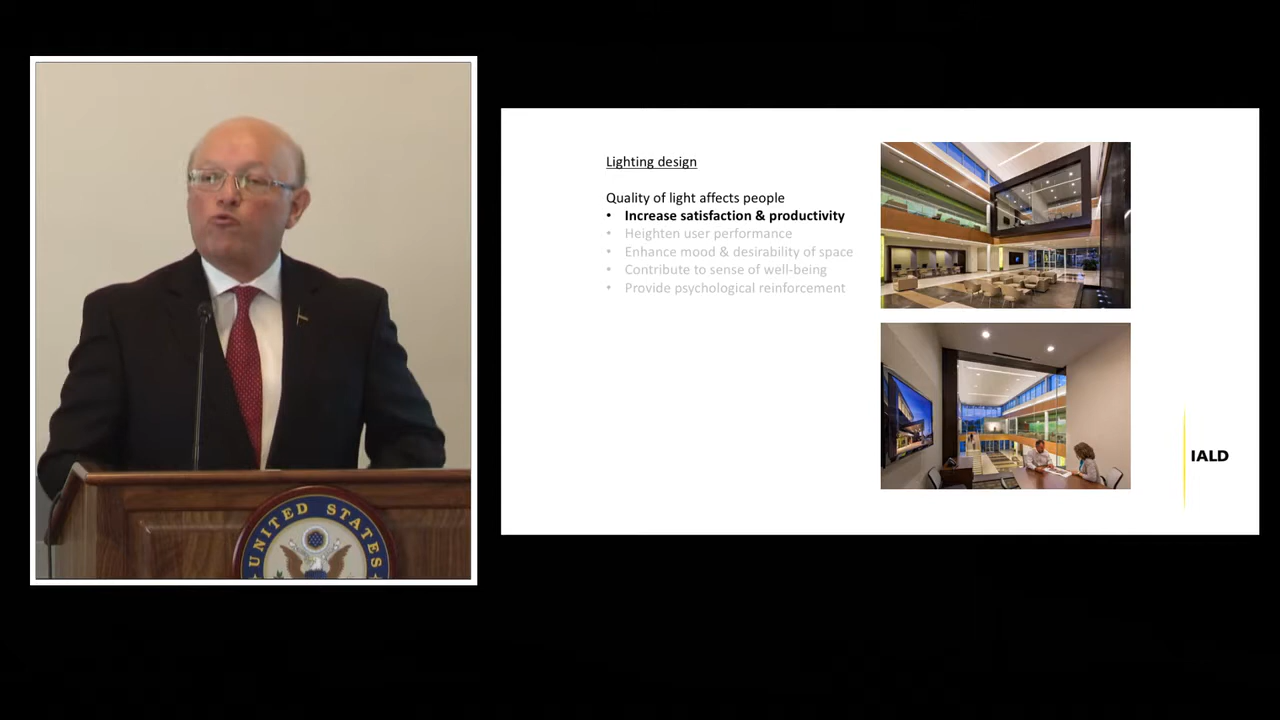 UNITED STATES
Lighting design
Quality of light affects people
• Increase satisfaction & productivity
• Heighten user performance
• Enhance mood & desirability of space
• Contribute to sense of well-being
• Provide psychological reinforcement
IALD